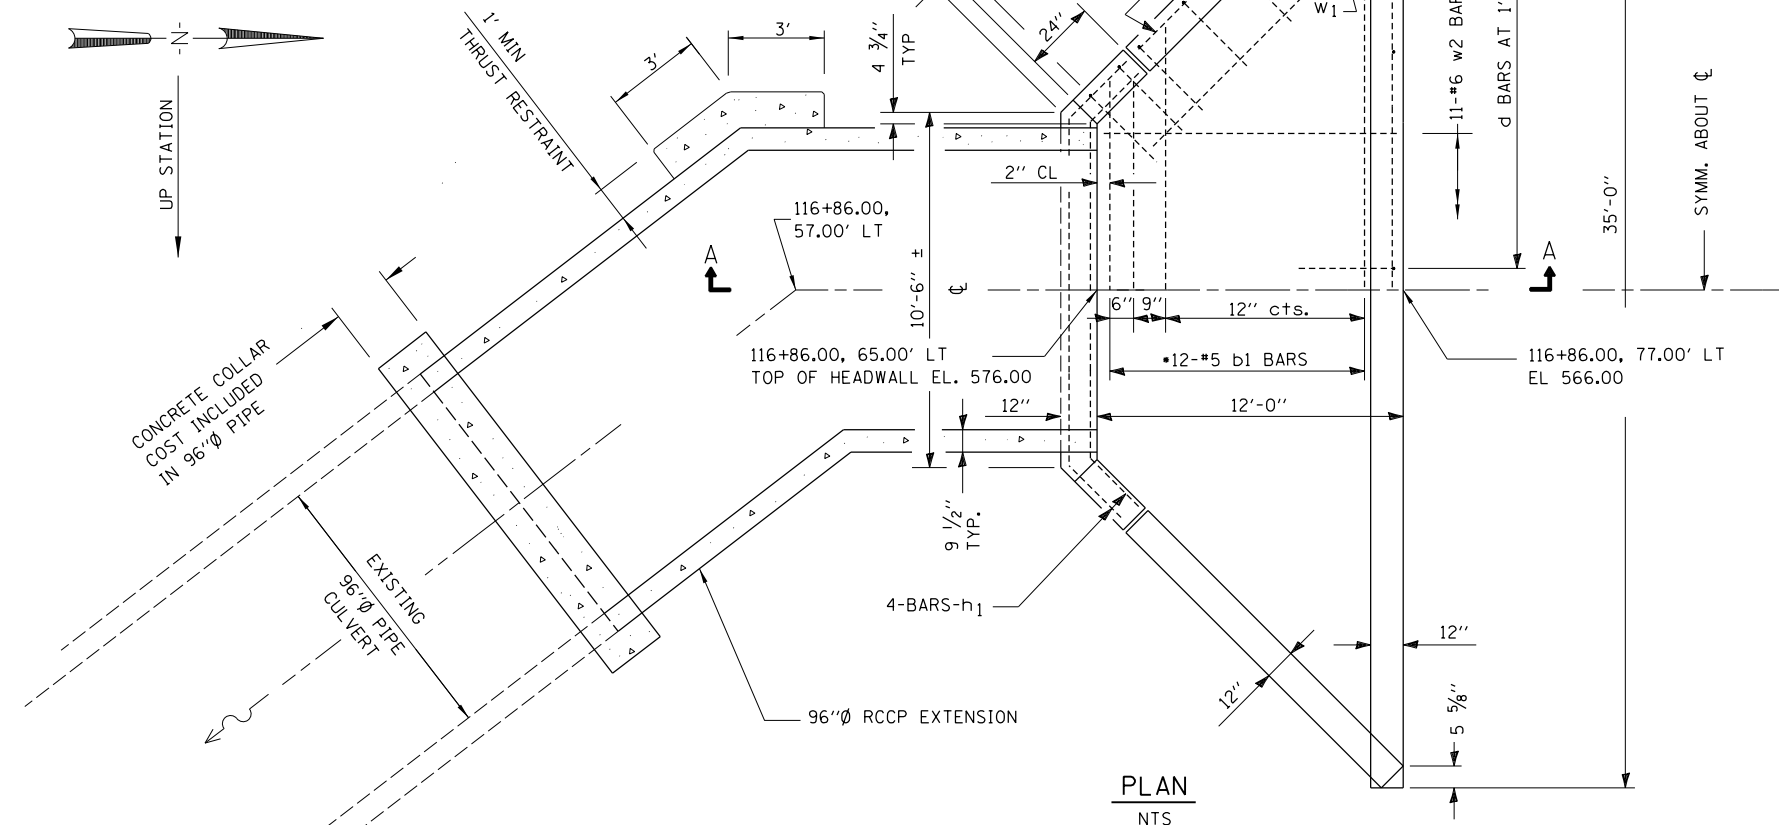 N
UP STATION
1' MIN
THRUST RESTRAINT
3'
3'
4 3/4"
TYP
24"
w1
11-#6 w2 BAR
d BARS AT 1'
SYMM. ABOUT ℄
35'-0"
2" CL
116+86.00,
57.00' LT
A
A
10'-6" ±
℄
6"
9"
12" cts.
116+86.00, 65.00' LT
TOP OF HEADWALL EL. 576.00
*12-#5 b1 BARS
116+86.00, 77.00' LT
EL 566.00
12"
12'-0"
CONCRETE COLLAR
COST INCLUDED
IN 96"Ø PIPE
9 1/2"
TYP.
EXISTING
96"Ø PIPE
CULVERT
4-BARS-h1
12"
12"
5 5/8"
96"Ø RCCP EXTENSION
PLAN
NTS